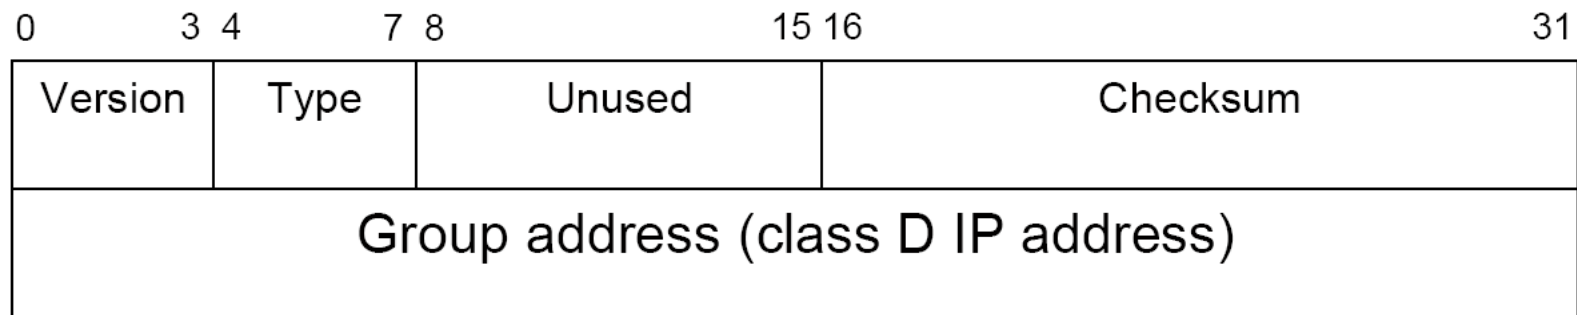 0 3 4 7 8 15 16 31
Version Type Unused Checksum
Group address (class D IP address)